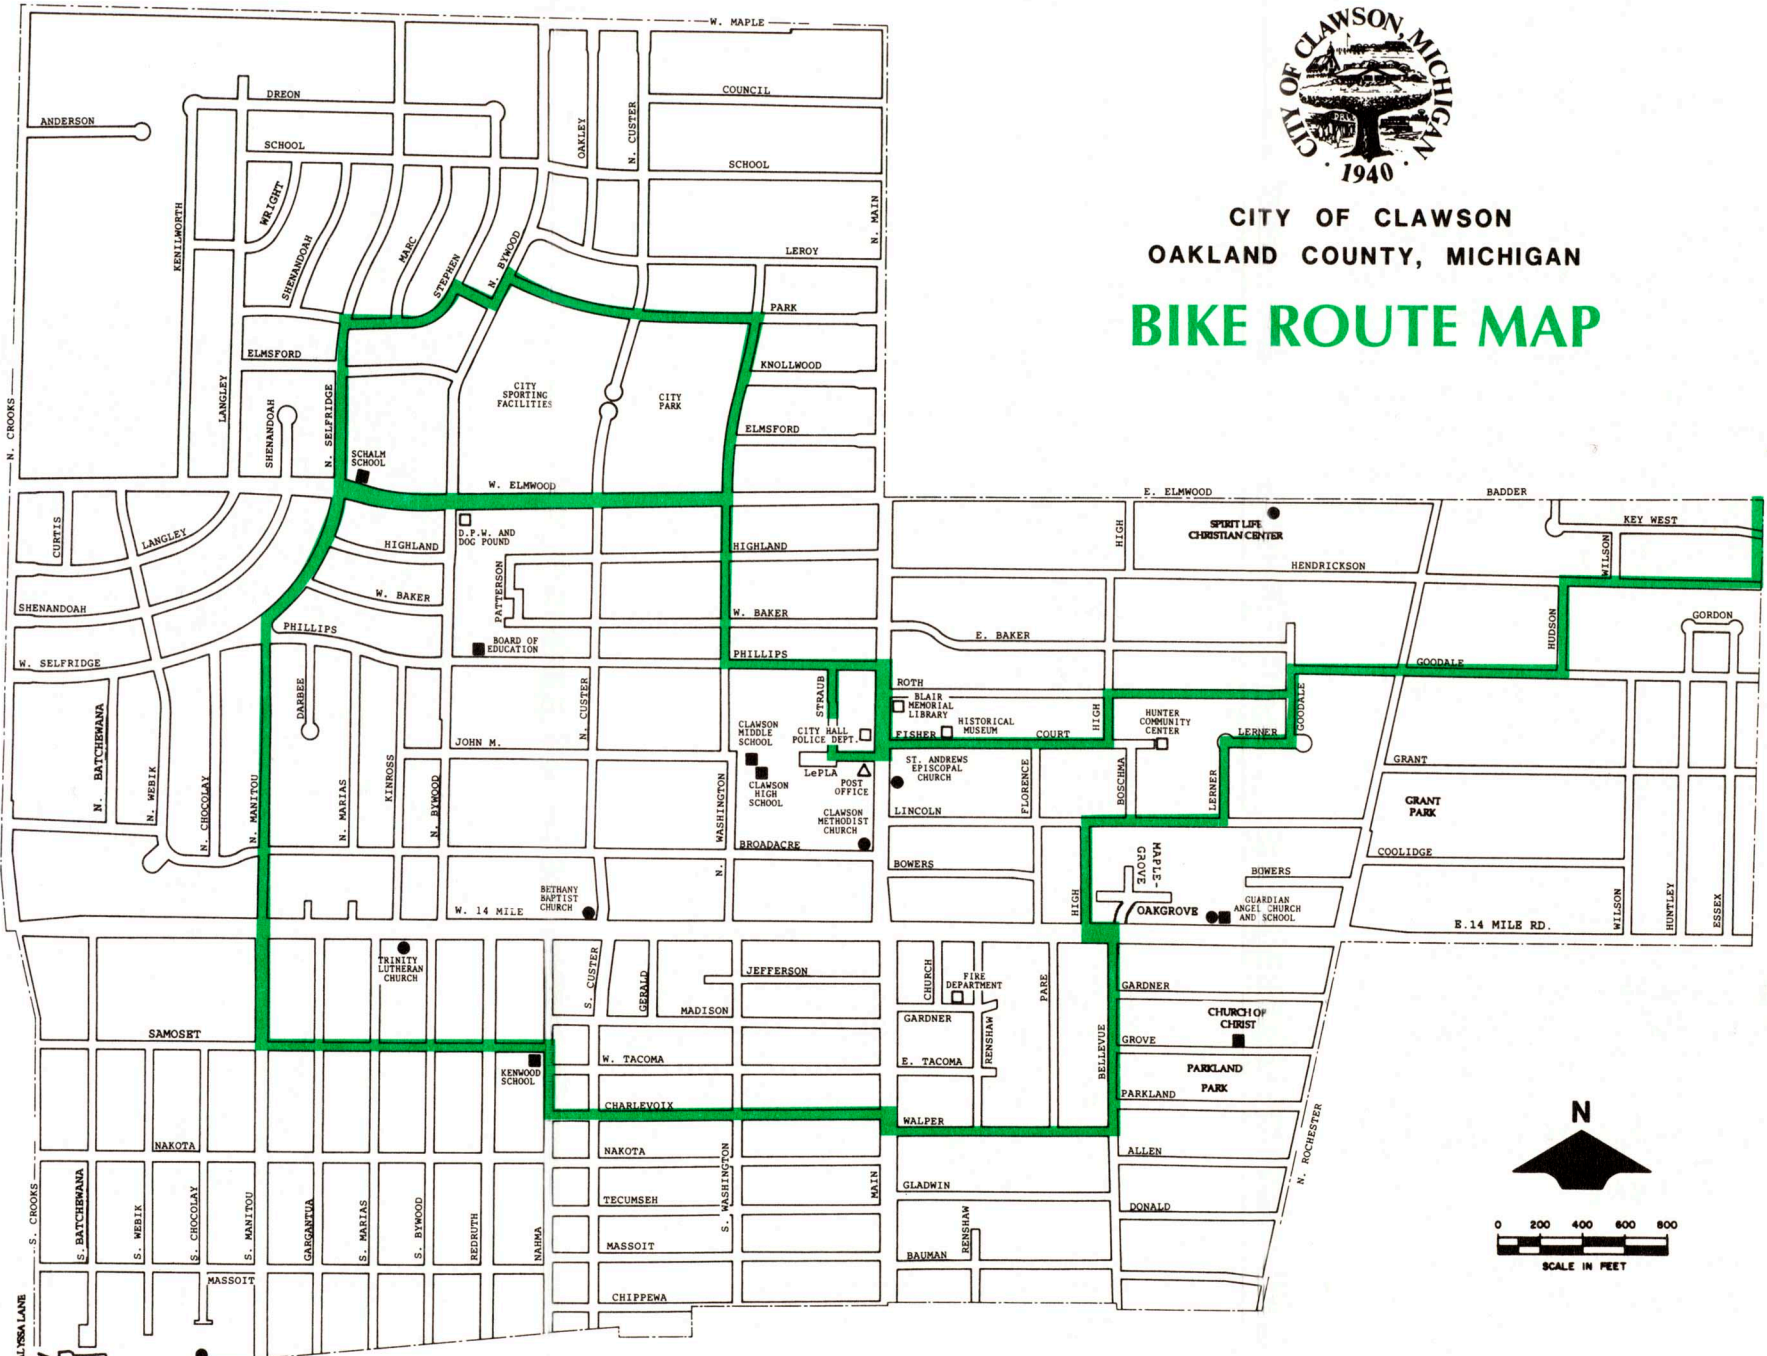 CITY OF CLAWSON, MICHIGAN
· 1940 ·
CITY OF CLAWSON
OAKLAND COUNTY, MICHIGAN
BIKE ROUTE MAP
W. MAPLE
COUNCIL
DREON
ANDERSON
SCHOOL
SCHOOL
OAKLEY
N. CUSTER
N. MAIN
WRIGHT
KENILWORTH
SHENANDOAH
MARC
STEPHEN
N. BYWOOD
LEROY
PARK
ELMSFORD
KNOLLWOOD
LANGLEY
N. SELFRIDGE
SHENANDOAH
N. CROOKS
CITY
SPORTING
FACILITIES
CITY
PARK
ELMSFORD
SCHALM
SCHOOL
W. ELMWOOD
E. ELMWOOD
BADDER
KEY WEST
CURTIS
LANGLEY
HIGHLAND
D.P.W. AND
DOG POUND
HIGHLAND
HIGH
SPIRIT LIFE
CHRISTIAN CENTER
WILSON
HENDRICKSON
SHENANDOAH
W. BAKER
PATTERSON
W. BAKER
E. BAKER
HUDSON
GORDON
PHILLIPS
BOARD OF
EDUCATION
PHILLIPS
W. SELFRIDGE
GOODALE
ROTH
N. BATCHEWANA
DARBEE
N. CUSTER
STRAUB
BLAIR
MEMORIAL
LIBRARY
HISTORICAL
MUSEUM
HIGH
HUNTER
COMMUNITY
CENTER
GOODALE
JOHN M.
CLAWSON
MIDDLE
SCHOOL
CITY HALL
POLICE DEPT.
FISHER
COURT
LERNER
N. WEBIK
N. CHOCOLAY
N. MANITOU
N. MARIAS
KINROSS
N. BYWOOD
N. WASHINGTON
CLAWSON
HIGH
SCHOOL
LePLA
POST
OFFICE
ST. ANDREWS
EPISCOPAL
CHURCH
FLORENCE
BOSCHMA
LERNER
GRANT
GRANT
PARK
CLAWSON
METHODIST
CHURCH
LINCOLN
BROADACRE
BOWERS
MAPLE-
GROVE
BOWERS
COOLIDGE
BETHANY
BAPTIST
CHURCH
W. 14 MILE
HIGH
OAKGROVE
GUARDIAN
ANGEL CHURCH
AND SCHOOL
E.14 MILE RD.
WILSON
HUNTLEY
ESSEX
TRINITY
LUTHERAN
CHURCH
S. CUSTER
GERALD
JEFFERSON
MADISON
CHURCH
FIRE
DEPARTMENT
PARE
GARDNER
GARDNER
RENSHAW
CHURCH OF
CHRIST
SAMOSET
KENWOOD
SCHOOL
W. TACOMA
E. TACOMA
BELLEVUE
GROVE
PARKLAND
PARK
CHARLEVOIX
WALPER
PARKLAND
NAKOTA
NAKOTA
ALLEN
N. ROCHESTER
S. CROOKS
S. BATCHEWANA
S. WEBIK
S. CHOCOLAY
S. MANITOU
GARGANTUA
S. MARIAS
S. BYWOOD
REDRUTH
NAHMA
TECUMSEH
S. WASHINGTON
MAIN
GLADWIN
DONALD
MASSOIT
MASSOIT
BAUMAN
RENSHAW
CHIPPEWA
N
0 200 400 600 800
SCALE IN FEET